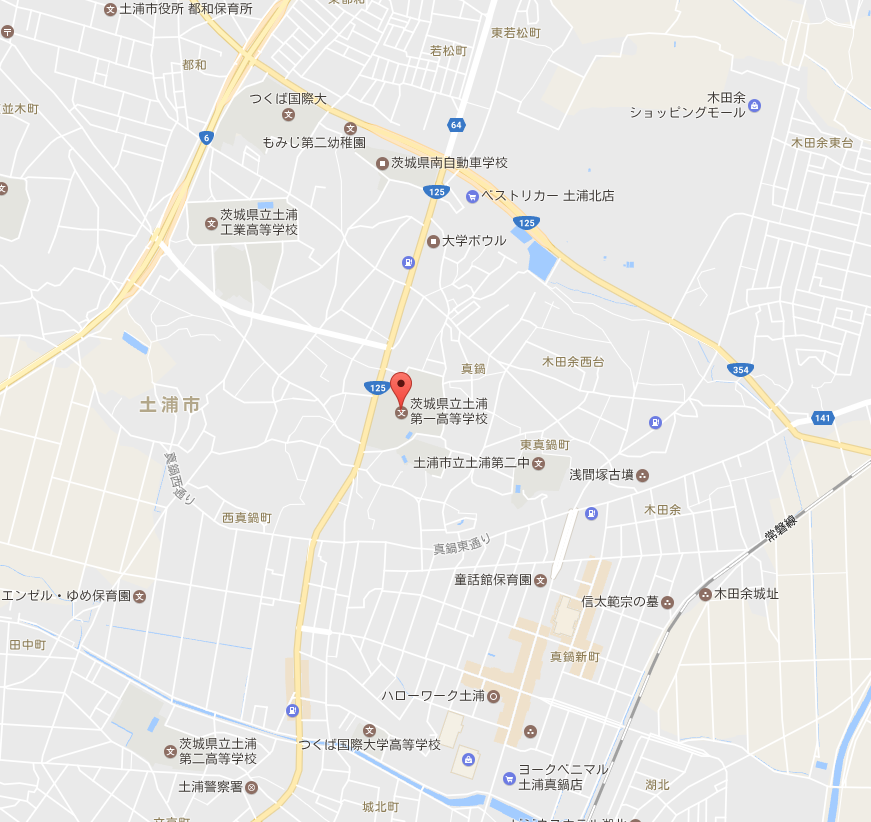 土浦市役所 都和保育所
東都和
東若松町
若松町
都和
つくば国際大
木田余
ショッピングモール
並木町
64
6
もみじ第二幼稚園
木田余東台
茨城県南自動車学校
125
ベストリカー 土浦北店
茨城県立土浦
工業高等学校
125
大学ボウル
真鍋
木田余西台
354
125
茨城県立土浦
第一高等学校
土浦市
141
東真鍋町
土浦市立土浦第二中
浅間塚古墳
真鍋西通り
木田余
西真鍋町
常磐線
真鍋東通り
童話館保育園
エンゼル・ゆめ保育園
信太範宗の墓
木田余城址
田中町
真鍋新町
ハローワーク土浦
茨城県立土浦
第二高等学校
つくば国際大学高等学校
ヨークベニマル
土浦真鍋店
土浦警察署
湖北
城北町